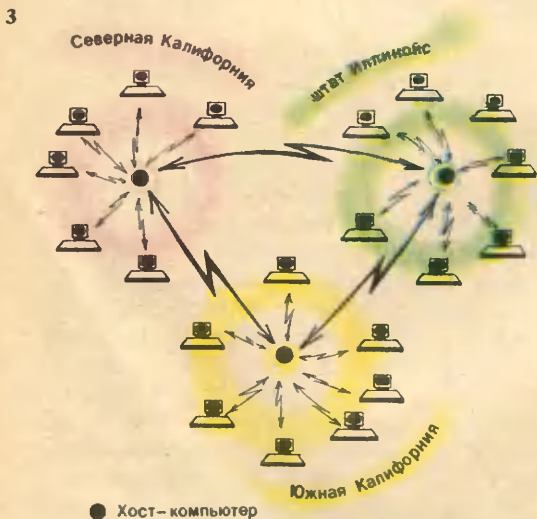 3
Северная Калифорния
штат Иллинойс
Южная Калифорния
Хост-компьютер